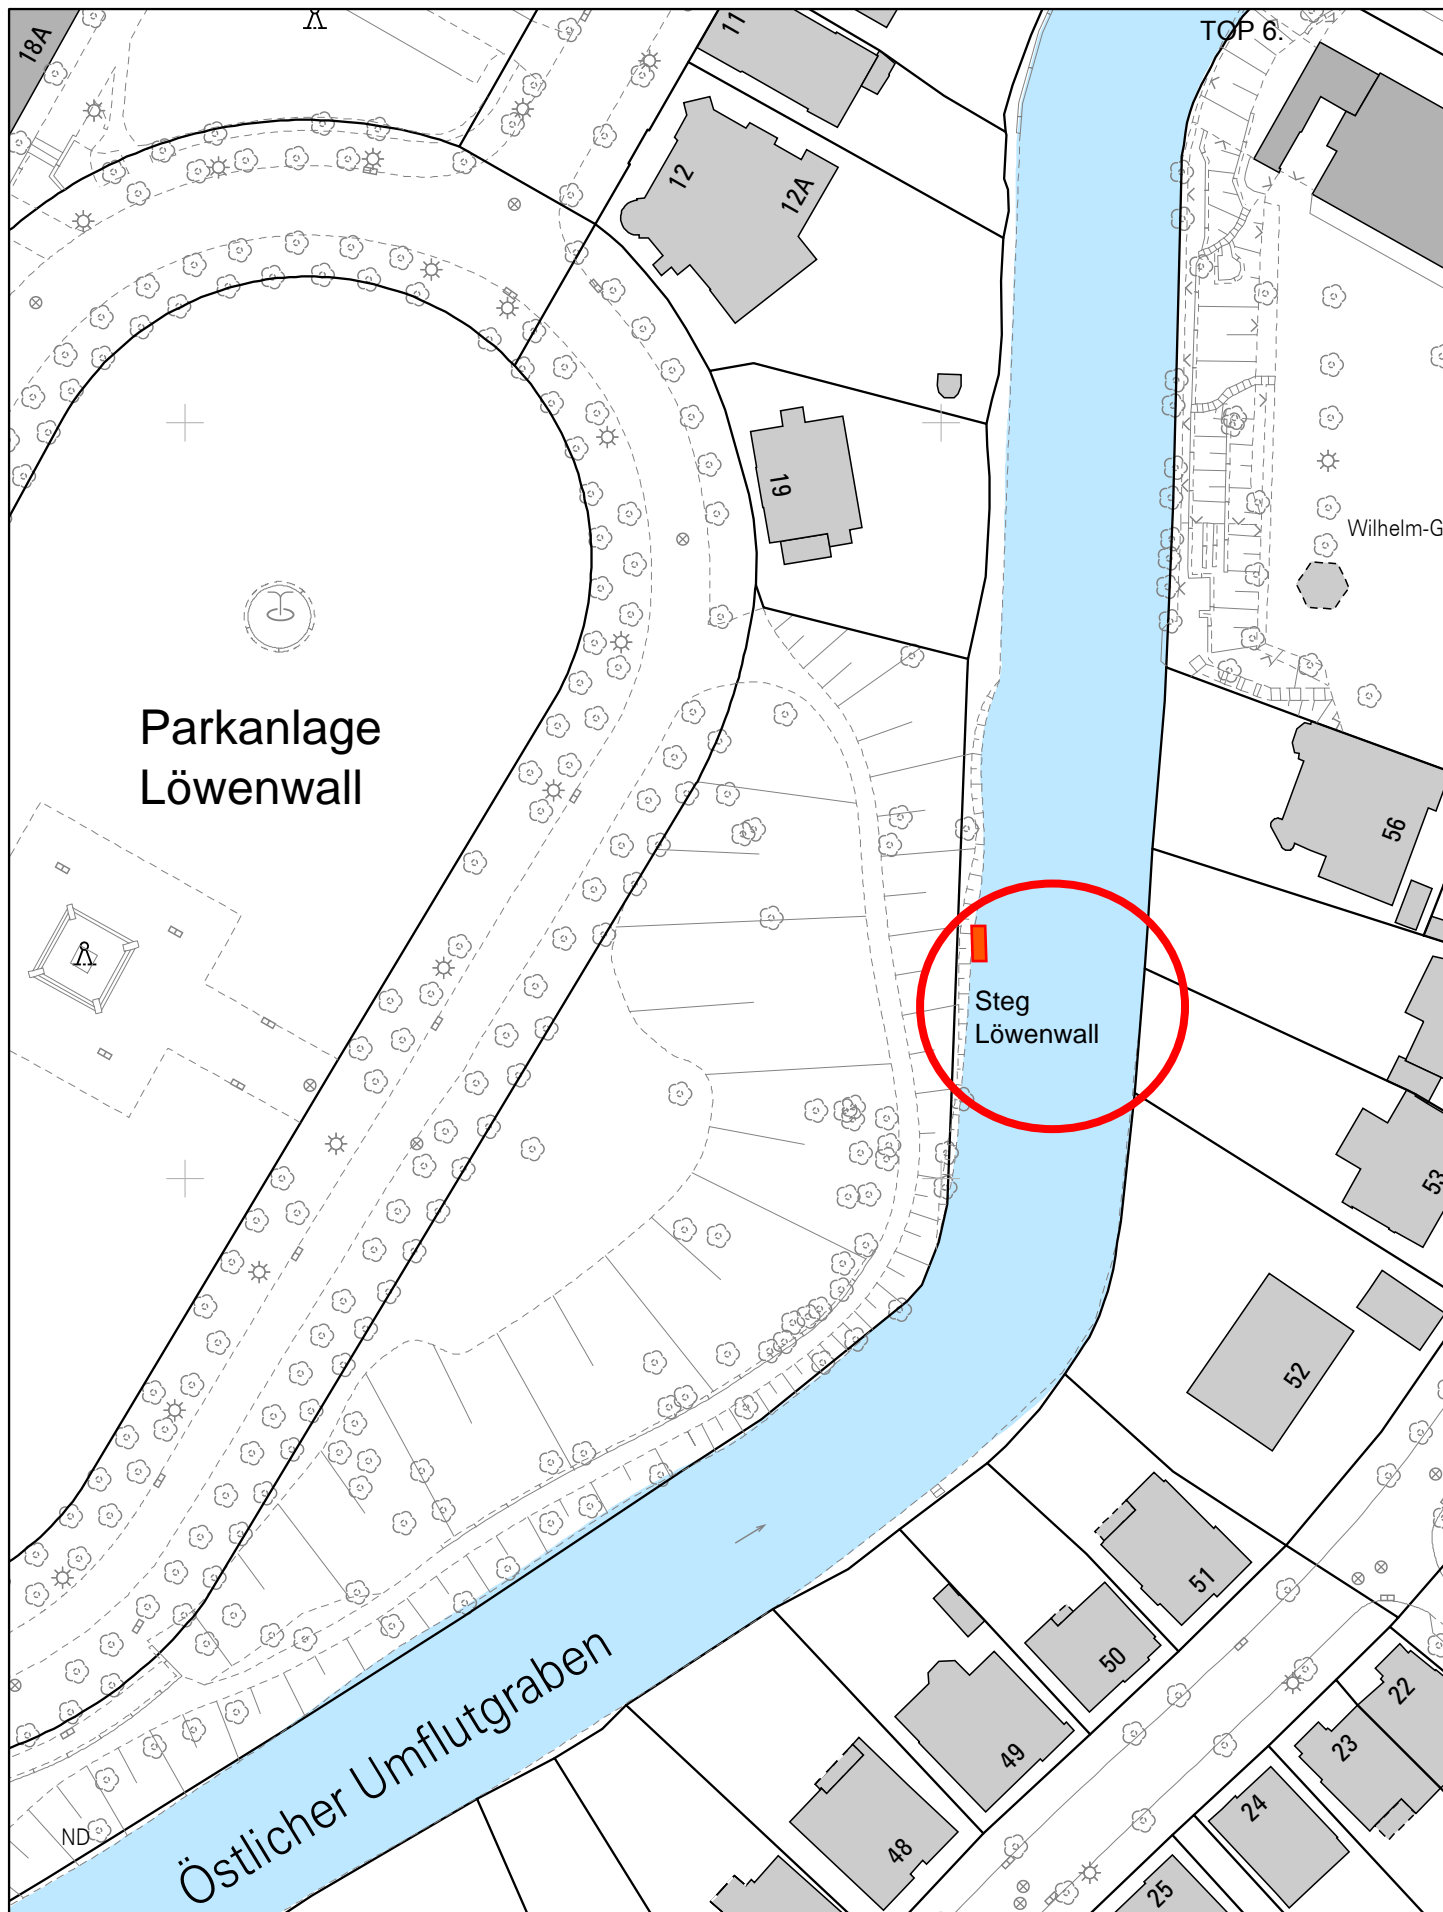 TOP 6.
18A
11
12
12A
19
Wilhelm-G
Parkanlage
Löwenwall
56
Steg
Löwenwall
53
52
51
50
49
48
22
23
24
25
Östlicher Umflutgraben
ND